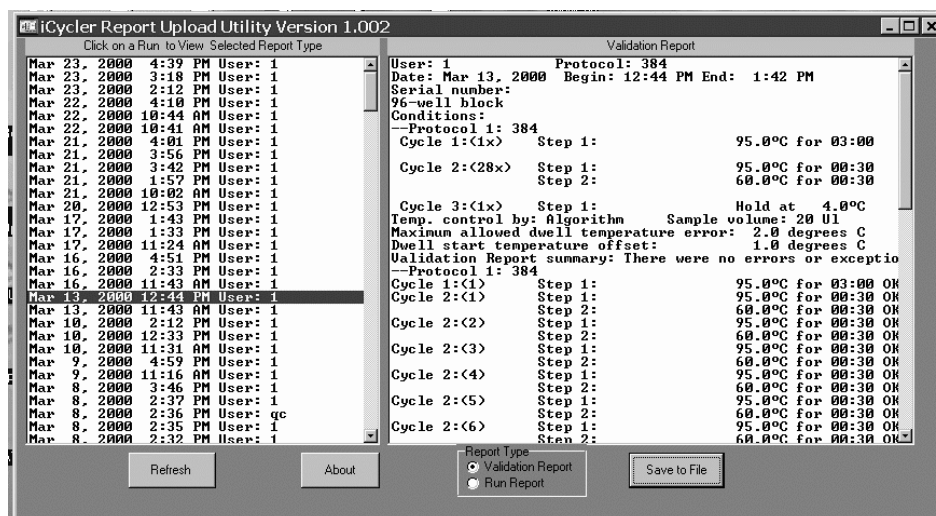 iCycler Report Upload Utility Version 1.002
Click on a Run to View Selected Report Type
Mar 23, 2000 4:39 PM User: 1
Mar 23, 2000 3:18 PM User: 1
Mar 23, 2000 2:12 PM User: 1
Mar 22, 2000 4:10 PM User: 1
Mar 22, 2000 10:44 AM User: 1
Mar 22, 2000 10:41 AM User: 1
Mar 21, 2000 4:01 PM User: 1
Mar 21, 2000 3:56 PM User: 1
Mar 21, 2000 3:42 PM User: 1
Mar 21, 2000 1:57 PM User: 1
Mar 21, 2000 10:02 AM User: 1
Mar 20, 2000 12:53 PM User: 1
Mar 17, 2000 1:43 PM User: 1
Mar 17, 2000 1:33 PM User: 1
Mar 17, 2000 11:24 AM User: 1
Mar 16, 2000 4:51 PM User: 1
Mar 16, 2000 2:33 PM User: 1
Mar 16, 2000 11:43 AM User: 1
Mar 13, 2000 12:44 PM User: 1
Mar 13, 2000 11:43 AM User: 1
Mar 10, 2000 2:12 PM User: 1
Mar 10, 2000 12:33 PM User: 1
Mar 10, 2000 11:31 AM User: 1
Mar 9, 2000 4:59 PM User: 1
Mar 9, 2000 11:16 AM User: 1
Mar 8, 2000 3:46 PM User: 1
Mar 8, 2000 2:37 PM User: 1
Mar 8, 2000 2:36 PM User: qc
Mar 8, 2000 2:35 PM User: 1
Mar 8, 2000 2:32 PM User: 1
Validation Report
User: 1 Protocol: 384
Date: Mar 13, 2000 Begin: 12:44 PM End: 1:42 PM
Serial number:
96-well block
Conditions:
--Protocol 1: 384
Cycle 1:(1x) Step 1: 95.0ºC for 03:00
Cycle 2:(28x) Step 1: 95.0ºC for 00:30
Step 2: 60.0ºC for 00:30
Cycle 3:(1x) Step 1: Hold at 4.0ºC
Temp. control by: Algorithm Sample volume: 20 Ul
Maximum allowed dwell temperature error: 2.0 degrees C
Dwell start temperature offset: 1.0 degrees C
Validation Report summary: There were no errors or exceptio
--Protocol 1: 384
Cycle 1:(1) Step 1: 95.0ºC for 03:00 OK
Cycle 2:(1) Step 1: 95.0ºC for 00:30 OK
Step 2: 60.0ºC for 00:30 OK
Cycle 2:(2) Step 1: 95.0ºC for 00:30 OK
Step 2: 60.0ºC for 00:30 OK
Cycle 2:(3) Step 1: 95.0ºC for 00:30 OK
Step 2: 60.0ºC for 00:30 OK
Cycle 2:(4) Step 1: 95.0ºC for 00:30 OK
Step 2: 60.0ºC for 00:30 OK
Cycle 2:(5) Step 1: 95.0ºC for 00:30 OK
Step 2: 60.0ºC for 00:30 OK
Cycle 2:(6) Step 1: 95.0ºC for 00:30 OK
Step 2: 60.0ºC for 00:30 OK
Refresh
About
Report Type
Validation Report
Run Report
Save to File